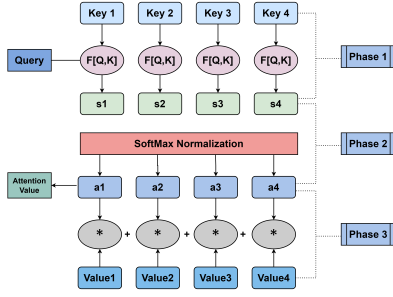 Key 1 Key 2 Key 3 Key 4
Query F[Q,K] F[Q,K] F[Q,K] F[Q,K] Phase 1
s1 s2 s3 s4
SoftMax Normalization Phase 2
Attention
Value
a1 a2 a3 a4
* + * + * + * Phase 3
Value1 Value2 Value3 Value4